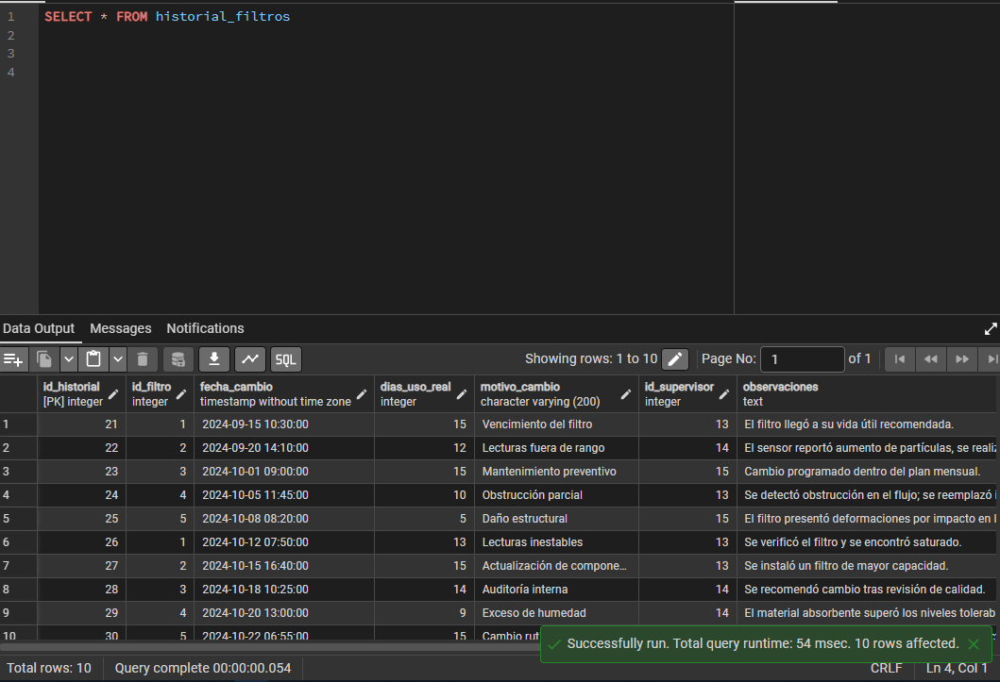 1 SELECT * FROM historial_filtros
2
3
4
Data Output Messages Notifications
SQL Showing rows: 1 to 10 Page No: 1 of 1
id_historial id_filtro fecha_cambio dias_uso_real motivo_cambio id_supervisor observaciones
[PK] integer integer timestamp without time zone integer character varying (200) integer text
1 21 1 2024-09-15 10:30:00 15 Vencimiento del filtro 13 El filtro llegó a su vida útil recomendada.
2 22 2 2024-09-20 14:10:00 12 Lecturas fuera de rango 14 El sensor reportó aumento de partículas, se realiz
3 23 3 2024-10-01 09:00:00 15 Mantenimiento preventivo 15 Cambio programado dentro del plan mensual.
4 24 4 2024-10-05 11:45:00 10 Obstrucción parcial 13 Se detectó obstrucción en el flujo; se reemplazó i
5 25 5 2024-10-08 08:20:00 5 Daño estructural 15 El filtro presentó deformaciones por impacto en l
6 26 1 2024-10-12 07:50:00 13 Lecturas inestables 13 Se verificó el filtro y se encontró saturado.
7 27 2 2024-10-15 16:40:00 15 Actualización de compone... 13 Se instaló un filtro de mayor capacidad.
8 28 3 2024-10-18 10:25:00 14 Auditoría interna 14 Se recomendó cambio tras revisión de calidad.
9 29 4 2024-10-20 13:00:00 9 Exceso de humedad 14 El material absorbente superó los niveles tolerab
10 30 5 2024-10-22 06:55:00 15 Cambio rut
Successfully run. Total query runtime: 54 msec. 10 rows affected.
Total rows: 10 Query complete 00:00:00.054 CRLF Ln 4, Col 1